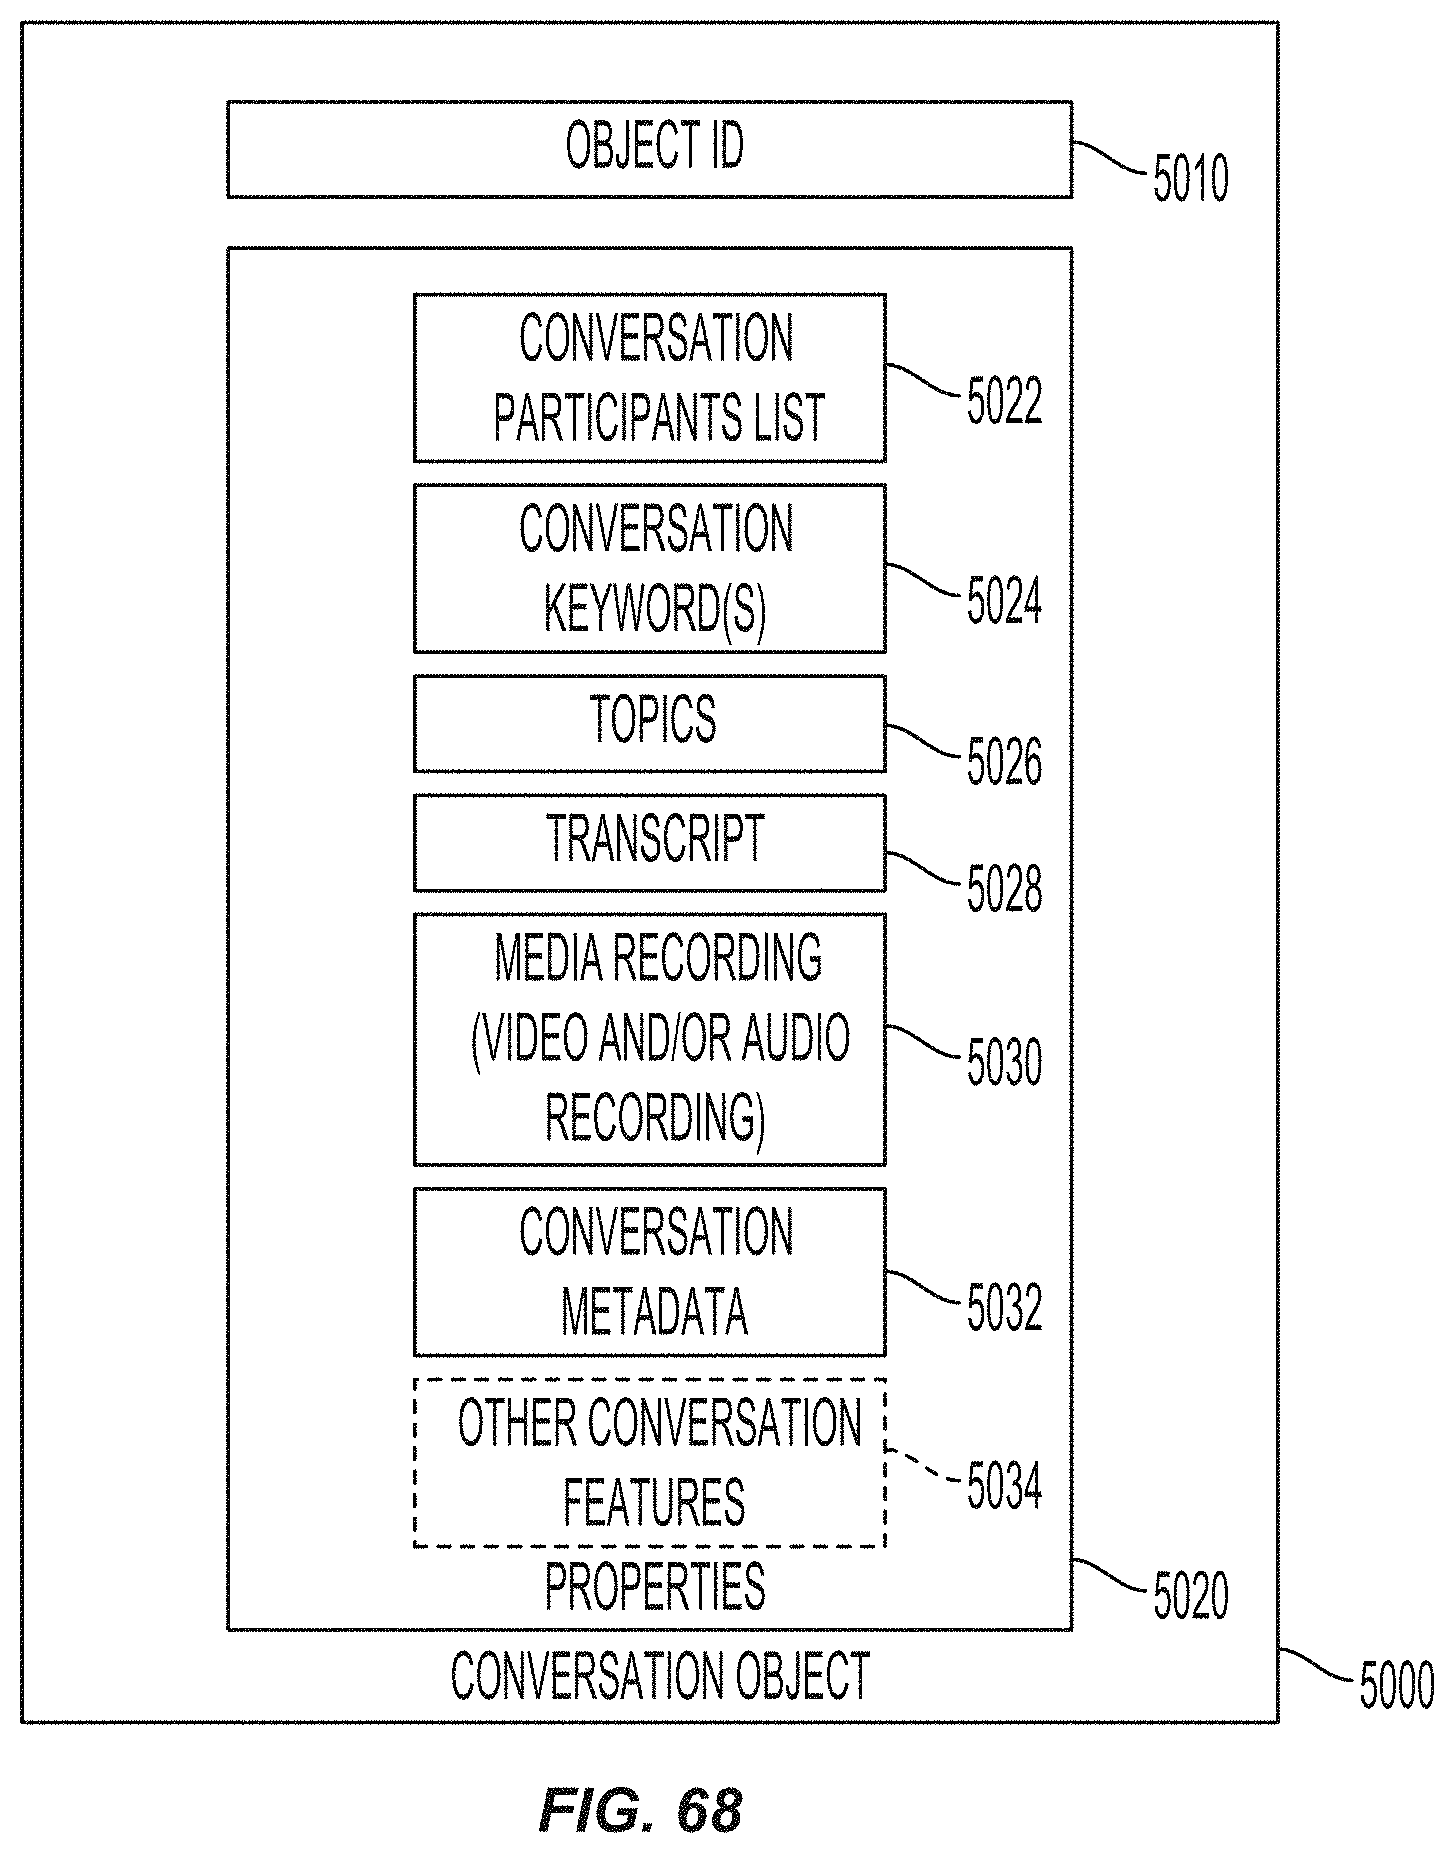 OBJECT ID
5010
CONVERSATION
PARTICIPANTS LIST
5022
CONVERSATION
KEYWORD(S)
5024
TOPICS
5026
TRANSCRIPT
5028
MEDIA RECORDING
(VIDEO AND/OR AUDIO
RECORDING)
5030
CONVERSATION
METADATA
5032
OTHER CONVERSATION
FEATURES
5034
PROPERTIES
5020
CONVERSATION OBJECT
5000
FIG. 68